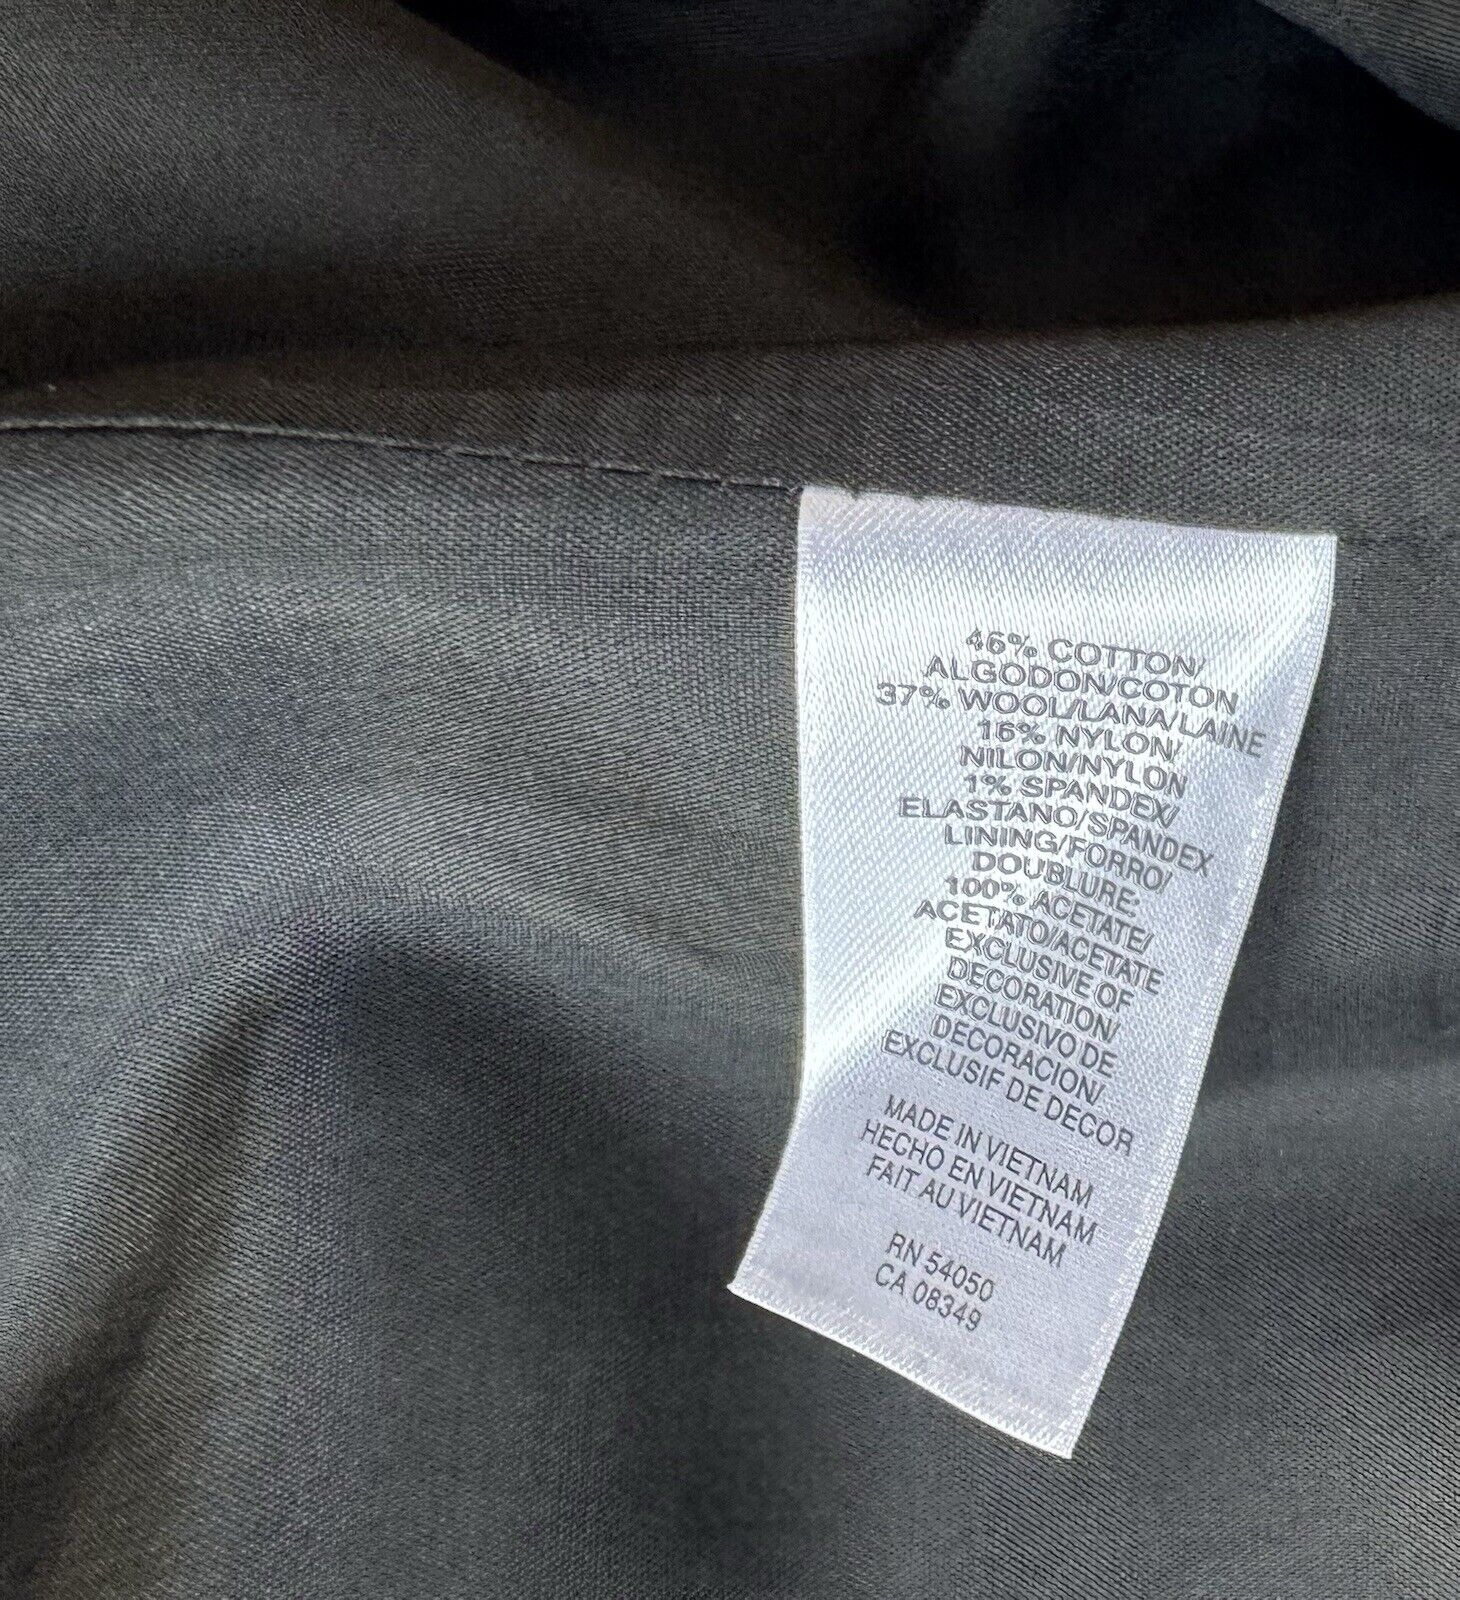 46% COTTON/
ALGODON/COTON
37% WOOL/LANA/LAINE
16% NYLON/
NILON/NYLON
1% SPANDEX/
ELASTANO/SPANDEX
LINING/FORRO/
DOUBLURE:
100% ACETATE/
ACETATO/ACETATE
EXCLUSIVE OF
DECORATION/
EXCLUSIVO DE
DECORACION/
EXCLUSIF DE DECOR
MADE IN VIETNAM
HECHO EN VIETNAM
FAIT AU VIETNAM
RN 54050
CA 08349